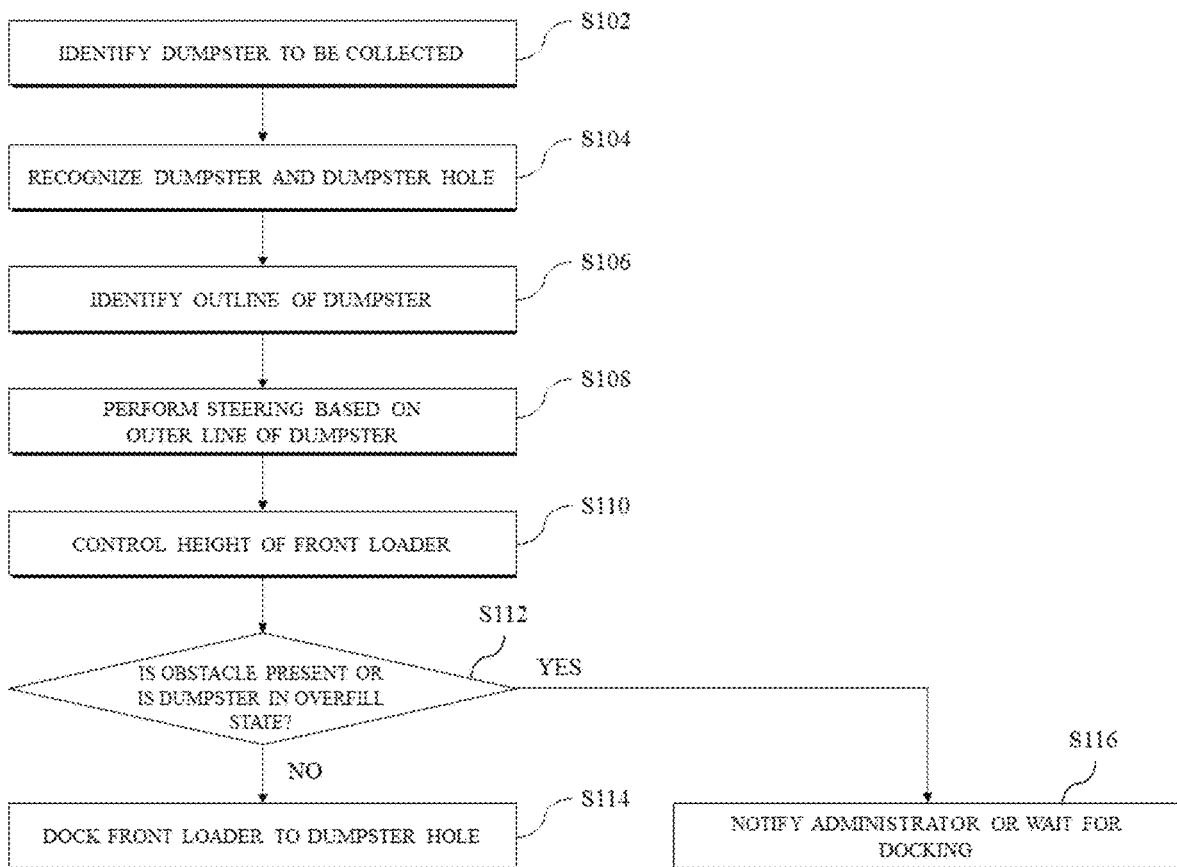 S102
IDENTIFY DUMPSTER TO BE COLLECTED
S104
RECOGNIZE DUMPSTER AND DUMPSTER HOLE
S106
IDENTIFY OUTLINE OF DUMPSTER
S108
PERFORM STEERING BASED ON
OUTER LINE OF DUMPSTER
S110
CONTROL HEIGHT OF FRONT LOADER
S112
IS OBSTACLE PRESENT OR
IS DUMPSTER IN OVERFILL
STATE?
YES
NO
S114
DOCK FRONT LOADER TO DUMPSTER HOLE
S116
NOTIFY ADMINISTRATOR OR WAIT FOR
DOCKING